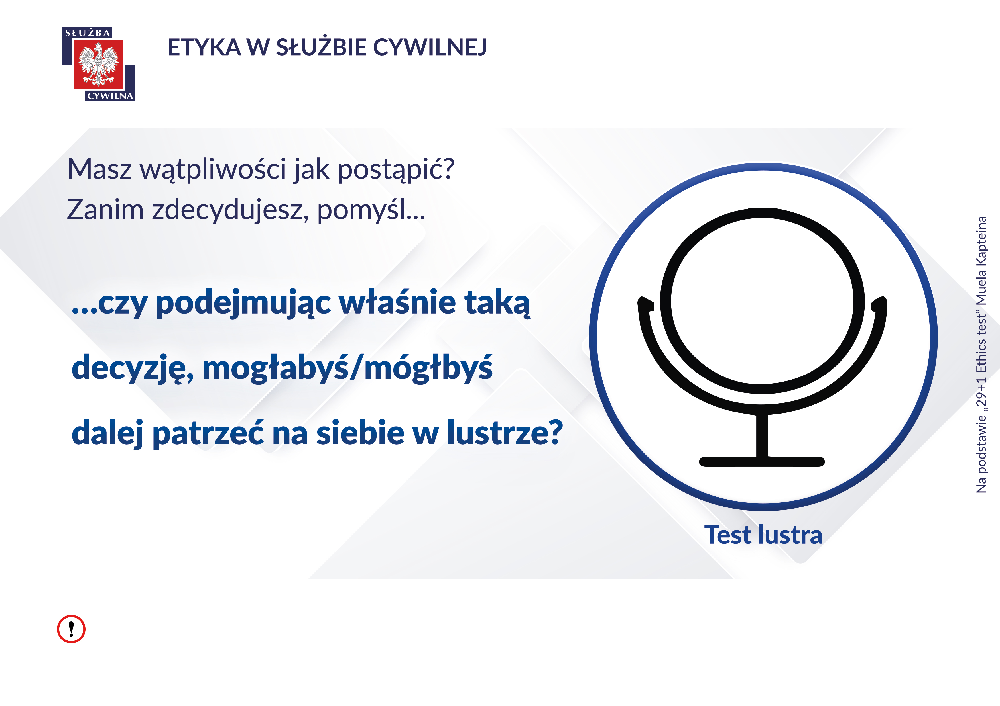 SŁUŻBA
CYWILNA
ETYKA W SŁUŻBIE CYWILNEJ
Masz wątpliwości jak postąpić?
Zanim zdecydujesz, pomyśl...
...czy podejmując właśnie taką
decyzję, mogłabyś/mógłbyś
dalej patrzeć na siebie w lustrze?
Test lustra
Na podstawie „29+1 Ethics test” Muela Kapteina
!